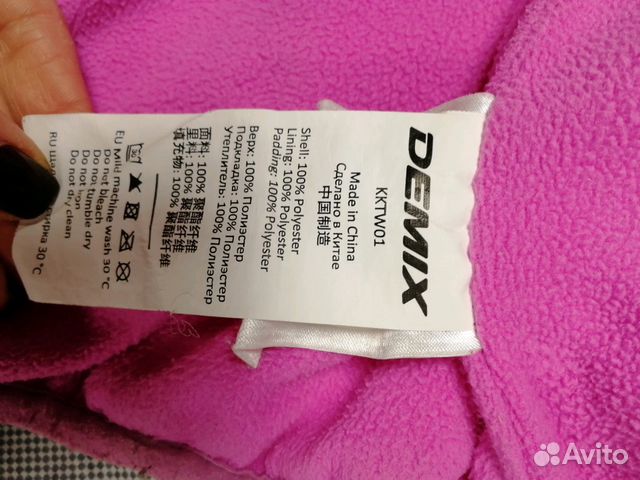 DEMIX
KKTW01
Made in China
Сделано в Китае
中国制造
Shell: 100% Polyester
Lining: 100% Polyester
Padding: 100% Polyester
Верх: 100% Полиэстер
Подкладка: 100% Полиэстер
Утеплитель: 100% Полиэстер
面料: 100% 聚酯纤维
里料: 100% 聚酯纤维
填充物: 100% 聚酯纤维
EU Mild machine wash 30 °C
Do not bleach
Do not tumble dry
Do not iron
Do not dry clean
RU 30 °C
Avito